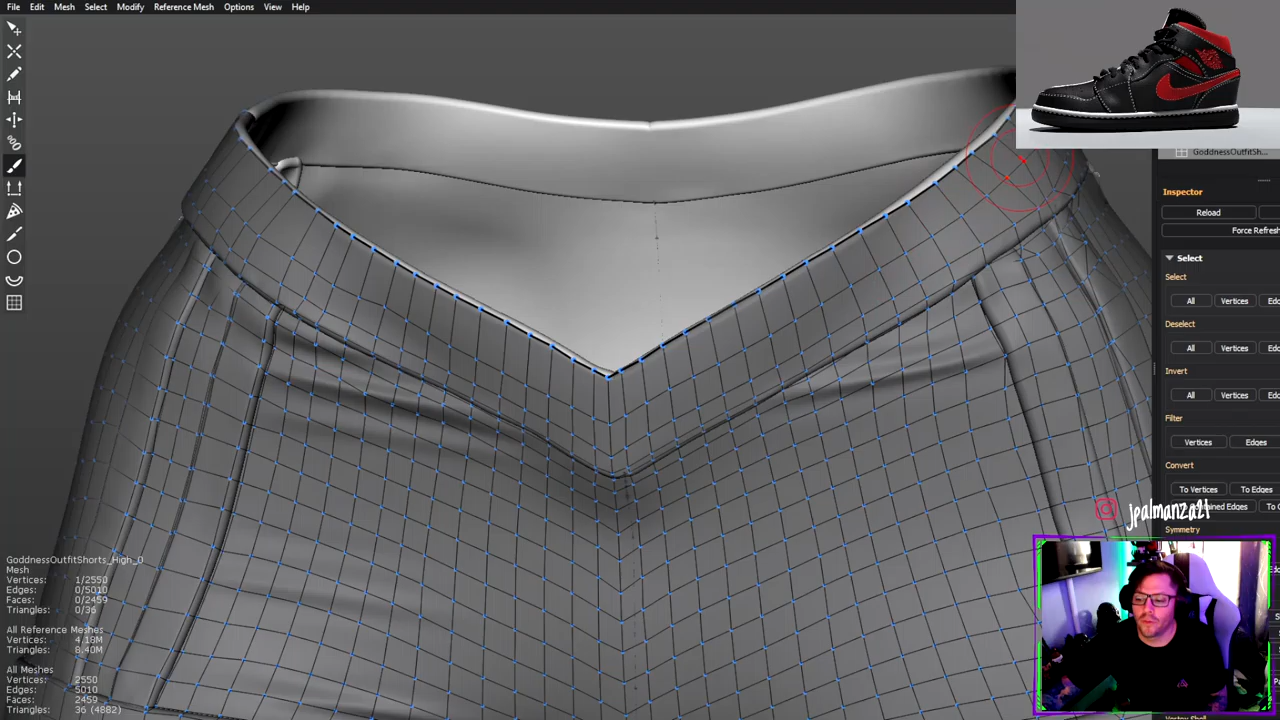 File Edit Mesh Select Modify Reference Mesh Options View Help
GoddnessOutfitSh...
Inspector
Reload
Force Refresh
Select
Select
All Vertices
Deselect
All Vertices
Invert
All Vertices
Filter
Vertices Edges
Convert
To Vertices To Edges
Edges
jpalmanza21
Symmetry
GoddnessOutfitShorts_High_0
Mesh
Vertices: 1/2550
Edges: 0/5010
Faces: 0/2459
Triangles: 0/36
All Reference Meshes
Vertices: 4.18M
Triangles: 8.40M
All Meshes
Vertices: 2550
Edges: 5010
Faces: 2459
Triangles: 36 (4882)